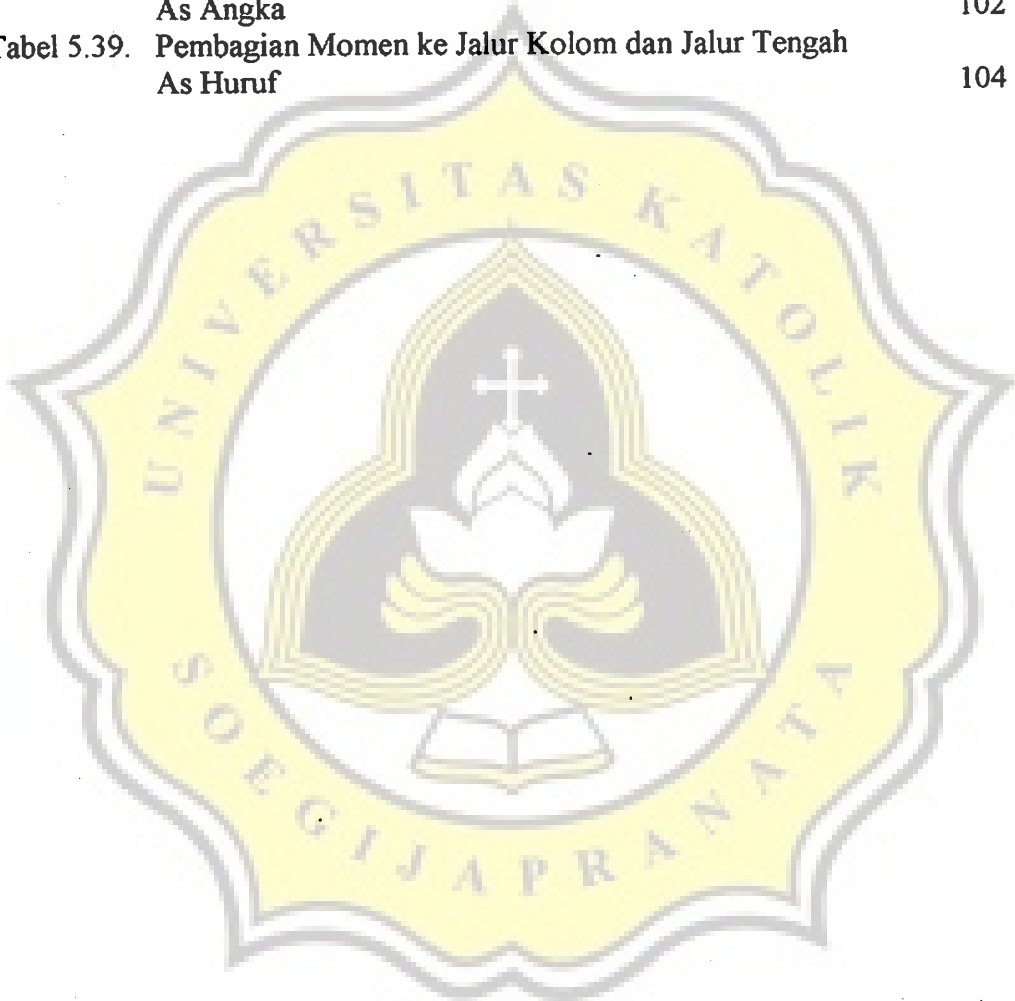 As Angka 102
Tabel 5.39. Pembagian Momen ke Jalur Kolom dan Jalur Tengah
As Huruf 104
UNIVERSITAS KATOLIK
SOEGIJAPRANATA